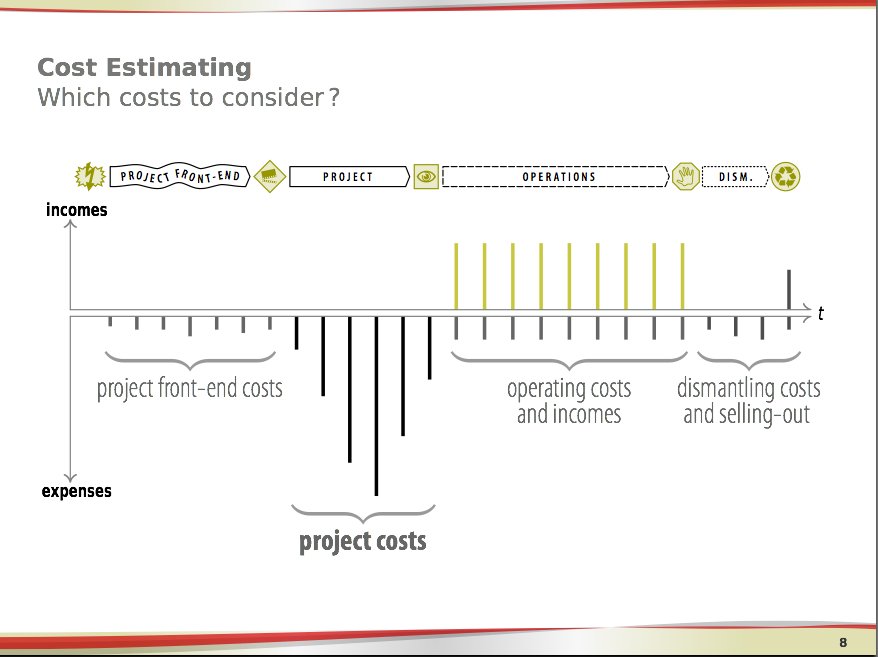 Cost Estimating
Which costs to consider ?
PROJECT FRONT-END
PROJECT
OPERATIONS
DISM.
incomes
t
project front-end costs
operating costs
and incomes
dismantling costs
and selling-out
expenses
project costs
8